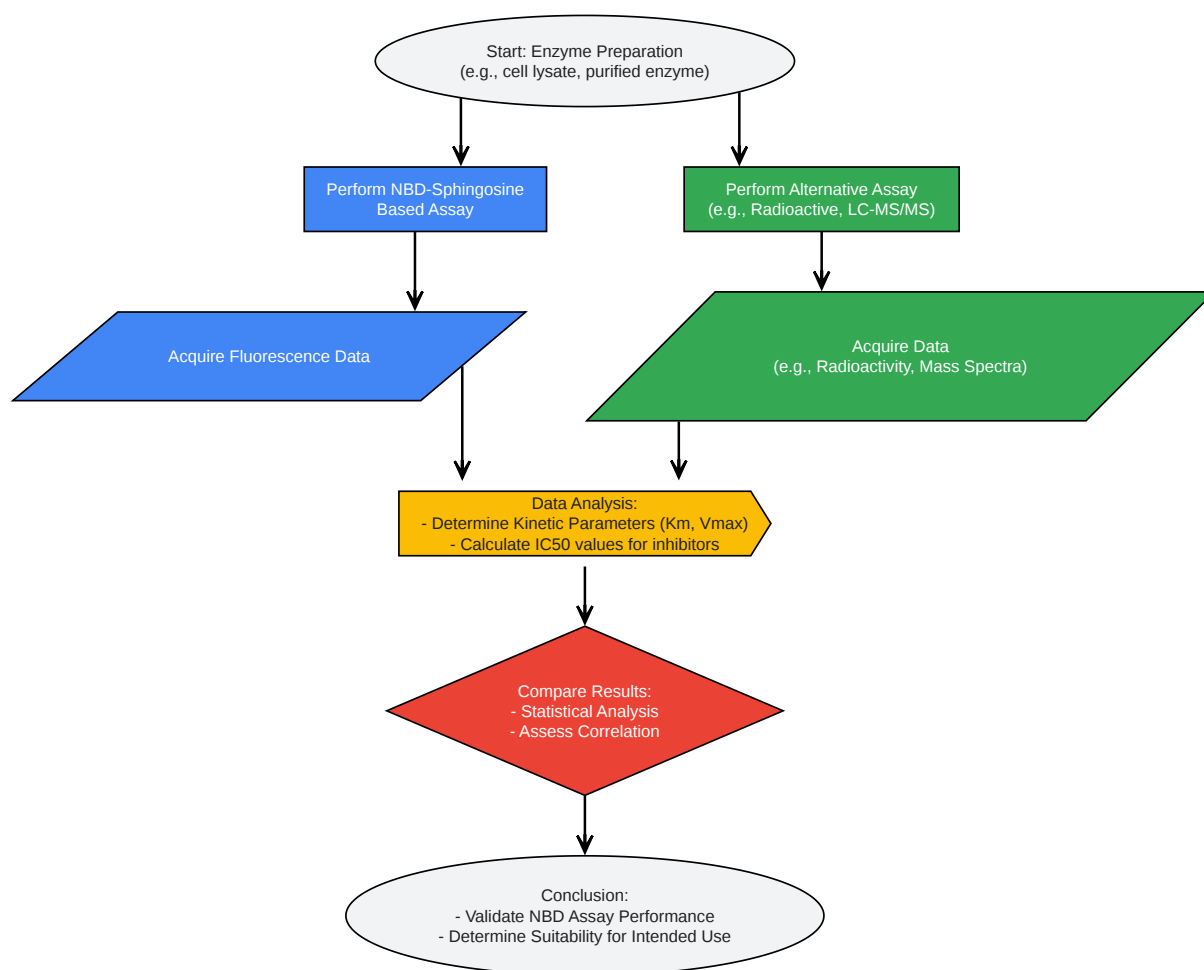 Start: Enzyme Preparation
(e.g., cell lysate, purified enzyme)
Perform NBD-Sphingosine
Based Assay
Perform Alternative Assay
(e.g., Radioactive, LC-MS/MS)
Acquire Fluorescence Data
Acquire Data
(e.g., Radioactivity, Mass Spectra)
Data Analysis:
- Determine Kinetic Parameters (Km, Vmax)
- Calculate IC50 values for inhibitors
Compare Results:
- Statistical Analysis
- Assess Correlation
Conclusion:
- Validate NBD Assay Performance
- Determine Suitability for Intended Use